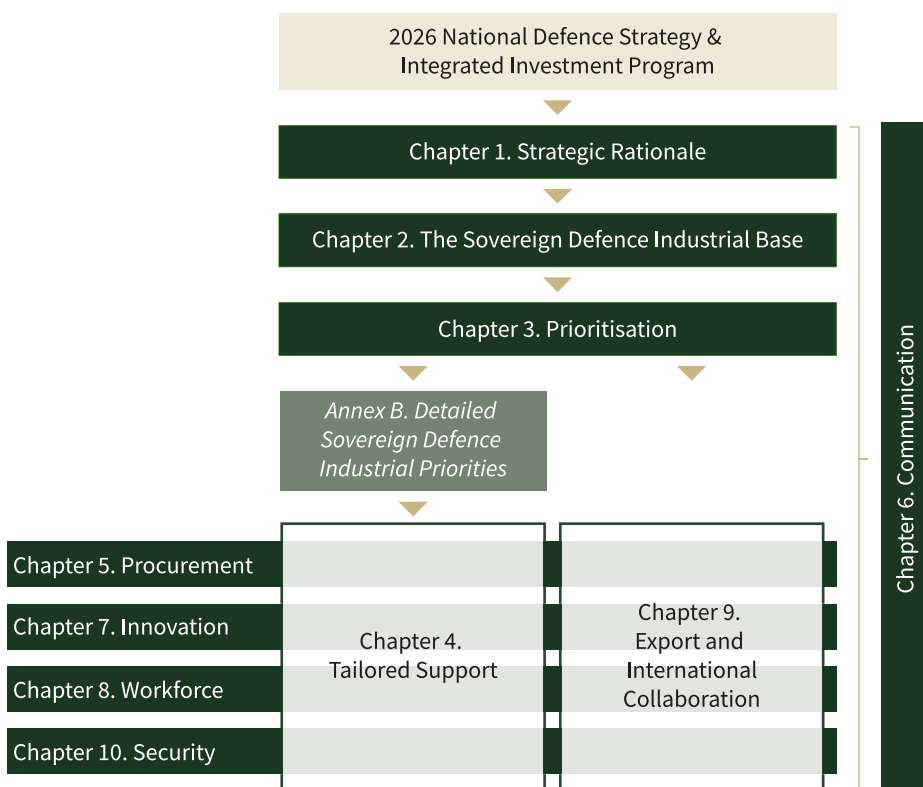 2026 National Defence Strategy &
Integrated Investment Program
Chapter 1. Strategic Rationale
Chapter 2. The Sovereign Defence Industrial Base
Chapter 3. Prioritisation
Annex B. Detailed
Sovereign Defence
Industrial Priorities
Chapter 5. Procurement
Chapter 7. Innovation
Chapter 8. Workforce
Chapter 10. Security
Chapter 4.
Tailored Support
Chapter 9.
Export and
International
Collaboration
Chapter 6. Communication